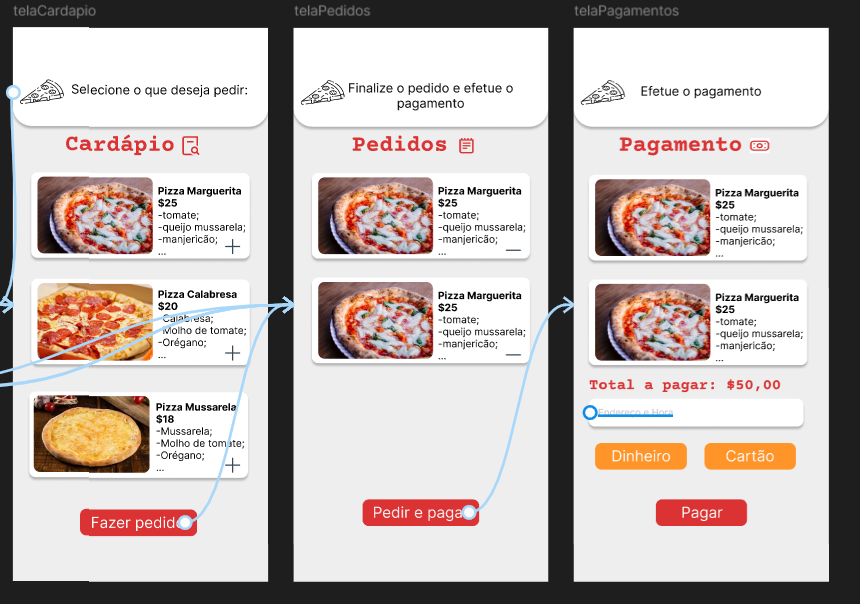 telaCardapio
Selecione o que deseja pedir:
Cardápio
Pizza Marguerita
$25
-tomate;
-queijo mussarela;
-manjericão;
...
Pizza Calabresa
$20
-Calabresa;
-Molho de tomate;
-Orégano;
...
Pizza Mussarela
$18
-Mussarela;
-Molho de tomate;
-Orégano;
...
Fazer pedido
telaPedidos
Finalize o pedido e efetue o
pagamento
Pedidos
Pizza Marguerita
$25
-tomate;
-queijo mussarela;
-manjericão;
...
Pizza Marguerita
$25
-tomate;
-queijo mussarela;
-manjericão;
...
Pedir e pagar
telaPagamentos
Efetue o pagamento
Pagamento
Pizza Marguerita
$25
-tomate;
-queijo mussarela;
-manjericão;
...
Pizza Marguerita
$25
-tomate;
-queijo mussarela;
-manjericão;
...
Total a pagar: $50,00
Endereço e Hora
Dinheiro
Cartão
Pagar